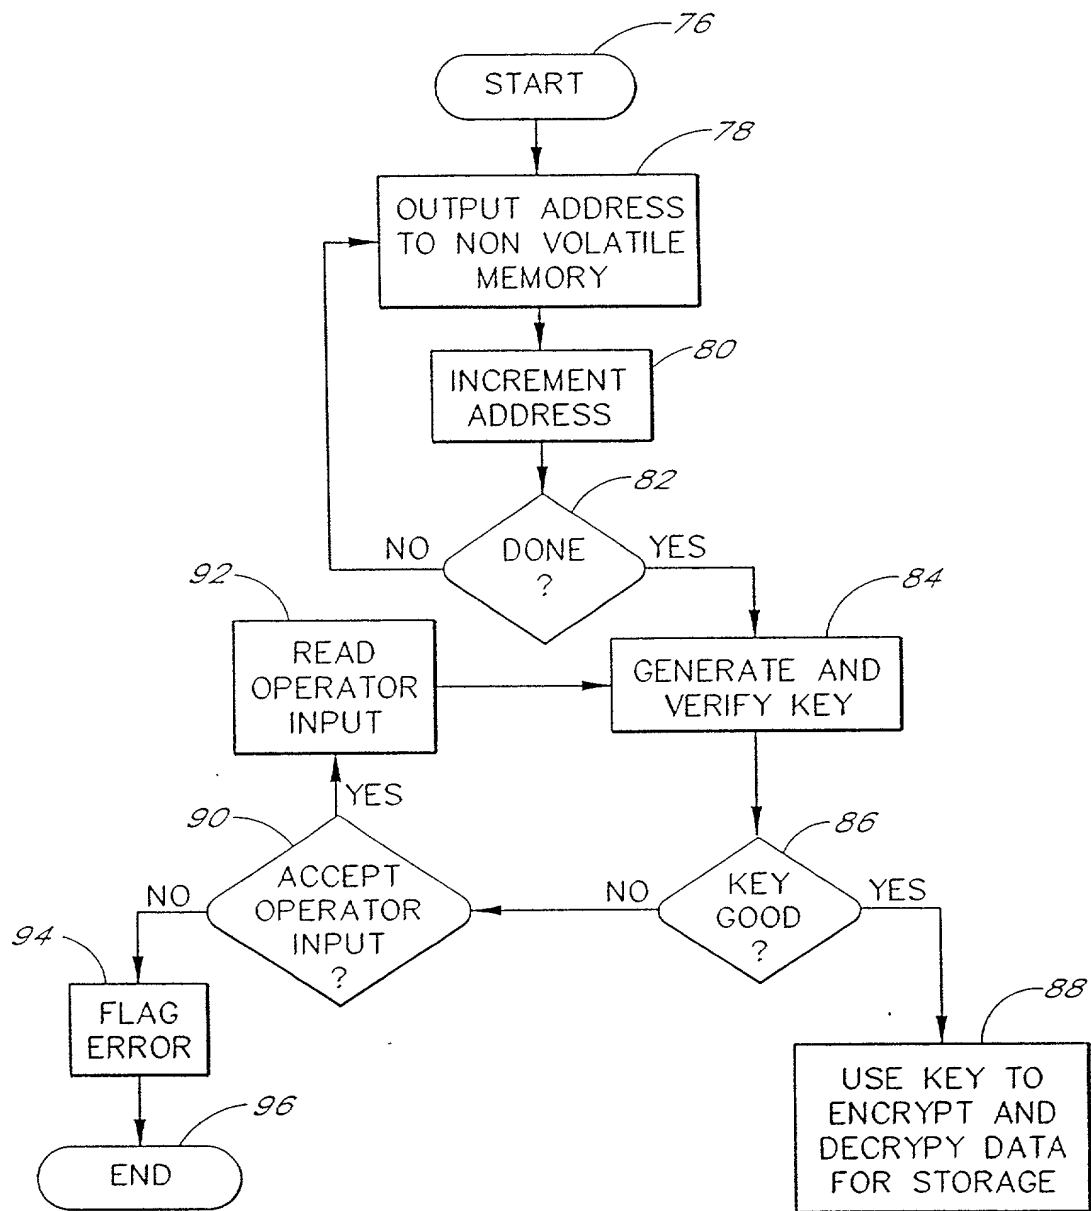 76
START
78
OUTPUT ADDRESS
TO NON VOLATILE
MEMORY
80
INCREMENT
ADDRESS
82
DONE
?
NO
YES
92
READ
OPERATOR
INPUT
84
GENERATE AND
VERIFY KEY
YES
90
ACCEPT
OPERATOR
INPUT
?
NO
86
KEY
GOOD
?
NO
YES
94
FLAG
ERROR
88
USE KEY TO
ENCRYPT AND
DECRYPY DATA
FOR STORAGE
96
END